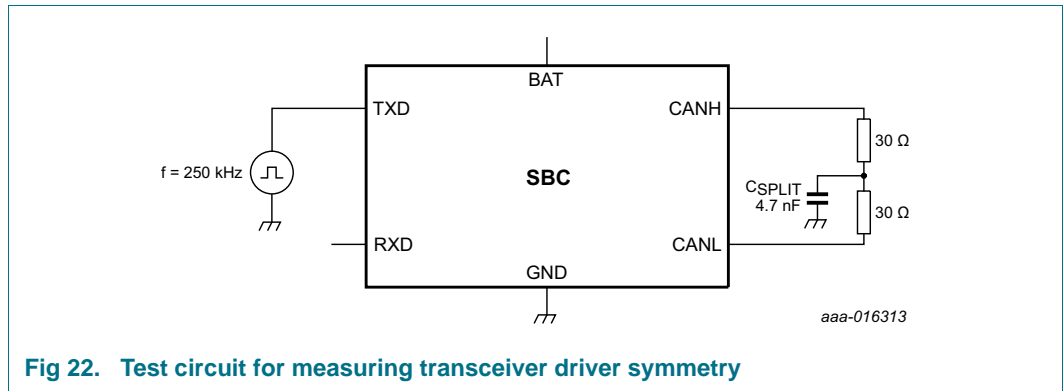 BAT
TXD
CANH
30 Ω
f = 250 kHz
SBC
CSPLIT
4.7 nF
30 Ω
RXD
CANL
GND
aaa-016313
Fig 22. Test circuit for measuring transceiver driver symmetry